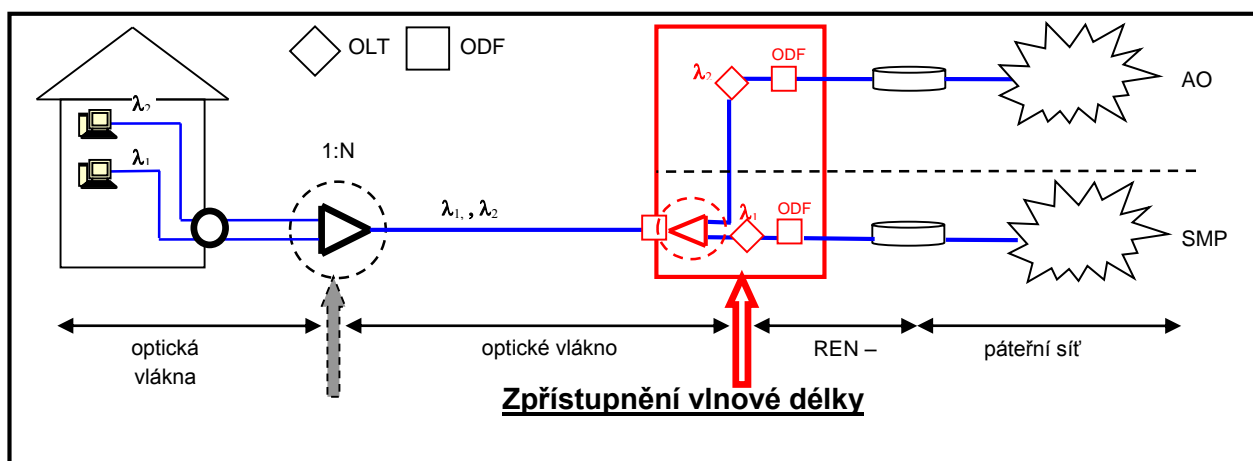 OLT ODF
ODF
λ2
AO
λ2
λ1
1:N
λ1, , λ2
λ1
ODF
SMP
optická
vlákna
optické vlákno
REN –
páteřní síť
Zpřístupnění vlnové délky